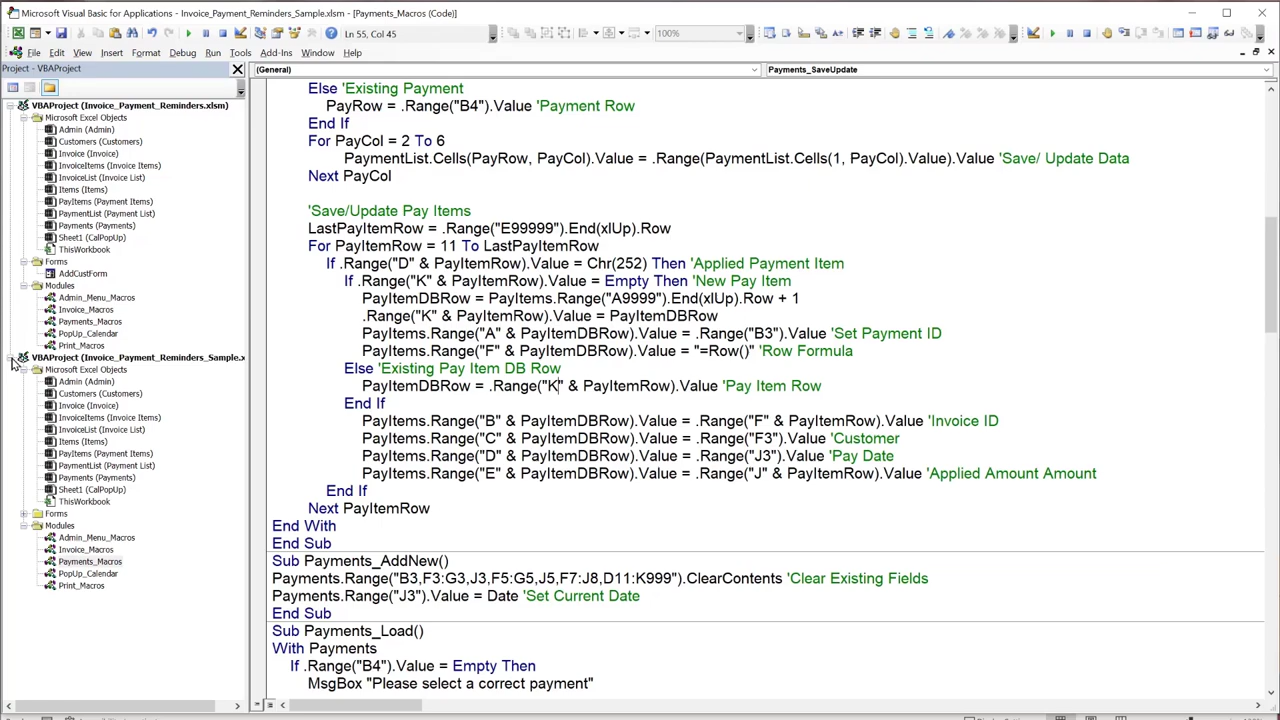 Microsoft Visual Basic for Applications - Invoice_Payment_Reminders_Sample.xlsm - [Payments_Macros (Code)]
Ln 55, Col 45
100%
File Edit View Insert Format Debug Run Tools Add-Ins Window Help
Project - VBAProject
(General)
Payments_SaveUpdate
VBAProject (Invoice_Payment_Reminders.xlsm)
Microsoft Excel Objects
Admin (Admin)
Customers (Customers)
Invoice (Invoice)
InvoiceItems (Invoice Items)
InvoiceList (Invoice List)
Items (Items)
PayItems (Payment Items)
PaymentList (Payment List)
Payments (Payments)
Sheet1 (CalPopUp)
ThisWorkbook
Forms
AddCustForm
Modules
Admin_Menu_Macros
Invoice_Macros
Payments_Macros
PopUp_Calendar
Print_Macros
VBAProject (Invoice_Payment_Reminders_Sample.x
Microsoft Excel Objects
Admin (Admin)
Customers (Customers)
Invoice (Invoice)
InvoiceItems (Invoice Items)
InvoiceList (Invoice List)
Items (Items)
PayItems (Payment Items)
PaymentList (Payment List)
Payments (Payments)
Sheet1 (CalPopUp)
ThisWorkbook
Forms
Modules
Admin_Menu_Macros
Invoice_Macros
Payments_Macros
PopUp_Calendar
Print_Macros
Else 'Existing Payment
PayRow = .Range("B4").Value 'Payment Row
End If
For PayCol = 2 To 6
PaymentList.Cells(PayRow, PayCol).Value = .Range(PaymentList.Cells(1, PayCol).Value).Value 'Save/ Update Data
Next PayCol
'Save/Update Pay Items
LastPayItemRow = .Range("E99999").End(xlUp).Row
For PayItemRow = 11 To LastPayItemRow
If .Range("D" & PayItemRow).Value = Chr(252) Then 'Applied Payment Item
If .Range("K" & PayItemRow).Value = Empty Then 'New Pay Item
PayItemDBRow = PayItems.Range("A9999").End(xlUp).Row + 1
.Range("K" & PayItemRow).Value = PayItemDBRow
PayItems.Range("A" & PayItemDBRow).Value = .Range("B3").Value 'Set Payment ID
PayItems.Range("F" & PayItemDBRow).Value = "=Row()" 'Row Formula
Else 'Existing Pay Item DB Row
PayItemDBRow = .Range("K" & PayItemRow).Value 'Pay Item Row
End If
PayItems.Range("B" & PayItemDBRow).Value = .Range("F" & PayItemRow).Value 'Invoice ID
PayItems.Range("C" & PayItemDBRow).Value = .Range("F3").Value 'Customer
PayItems.Range("D" & PayItemDBRow).Value = .Range("J3").Value 'Pay Date
PayItems.Range("E" & PayItemDBRow).Value = .Range("J" & PayItemRow).Value 'Applied Amount Amount
End If
Next PayItemRow
End With
End Sub
Sub Payments_AddNew()
Payments.Range("B3,F3:G3,J3,F5:G5,J5,F7:J8,D11:K999").ClearContents 'Clear Existing Fields
Payments.Range("J3").Value = Date 'Set Current Date
End Sub
Sub Payments_Load()
With Payments
If .Range("B4").Value = Empty Then
MsgBox "Please select a correct payment"